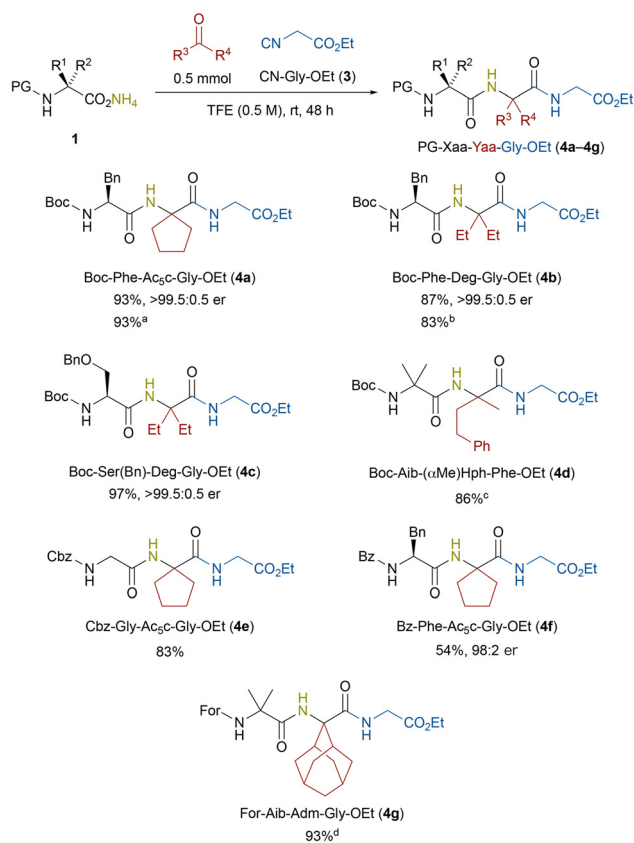 O
R3 R4
CN CO2Et
R1 R2
PG N H CO2NH4
0.5 mmol CN-Gly-OEt (3)
TFE (0.5 M), rt, 48 h
1
R1 R2 H N O H N CO2Et
PG N H O R3 R4
PG-Xaa-Yaa-Gly-OEt (4a–4g)
Bn H N O H N CO2Et
Boc N H O
Boc-Phe-Ac5c-Gly-OEt (4a)
93%, >99.5:0.5 er
93%a
Bn H N O H N CO2Et
Boc N H O Et Et
Boc-Phe-Deg-Gly-OEt (4b)
87%, >99.5:0.5 er
83%b
BnO H N O H N CO2Et
Boc N H O Et Et
Boc-Ser(Bn)-Deg-Gly-OEt (4c)
97%, >99.5:0.5 er
H N O H N CO2Et
Boc N H O
Ph
Boc-Aib-(αMe)Hph-Phe-OEt (4d)
86%c
H N O H N CO2Et
Cbz N H O
Cbz-Gly-Ac5c-Gly-OEt (4e)
83%
Bn H N O H N CO2Et
Bz N H O
Bz-Phe-Ac5c-Gly-OEt (4f)
54%, 98:2 er
H N O H N CO2Et
For N H O
For-Aib-Adm-Gly-OEt (4g)
93%d